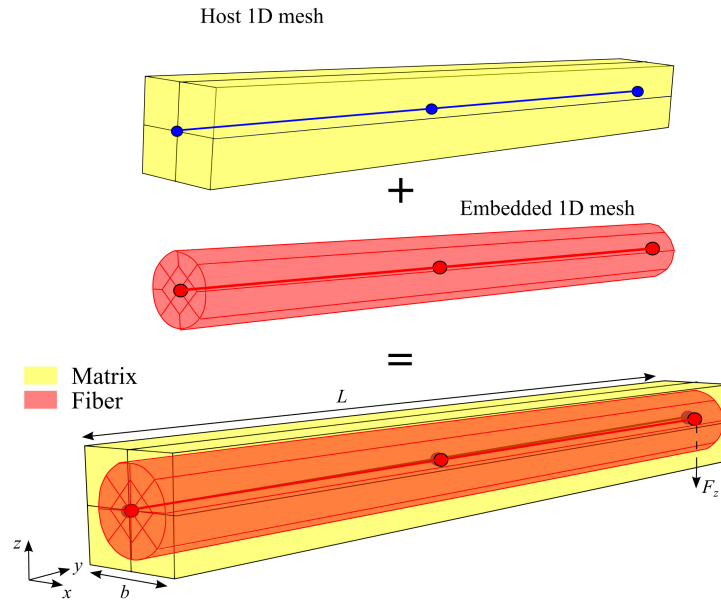 Host 1D mesh
+
Embedded 1D mesh
=
Matrix
Fiber
L
F_z
z
y
x
b